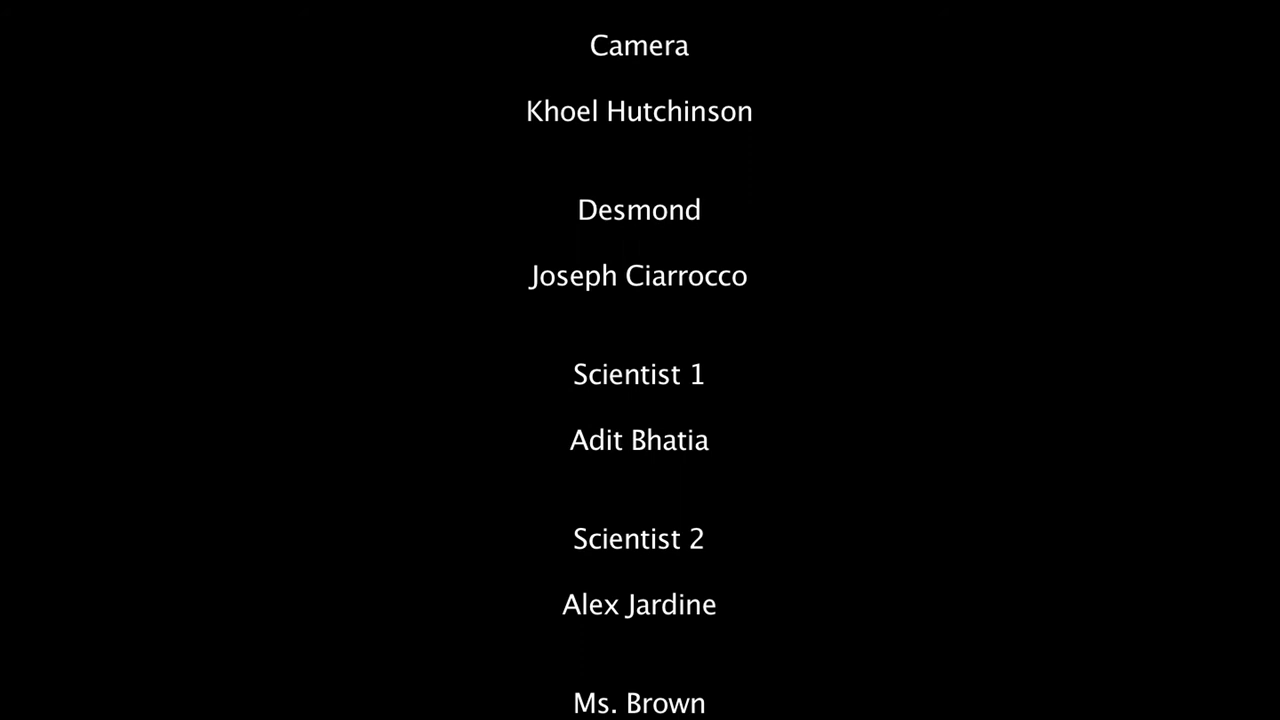 Camera
Khoel Hutchinson
Desmond
Joseph Ciarrocco
Scientist 1
Adit Bhatia
Scientist 2
Alex Jardine
Ms. Brown